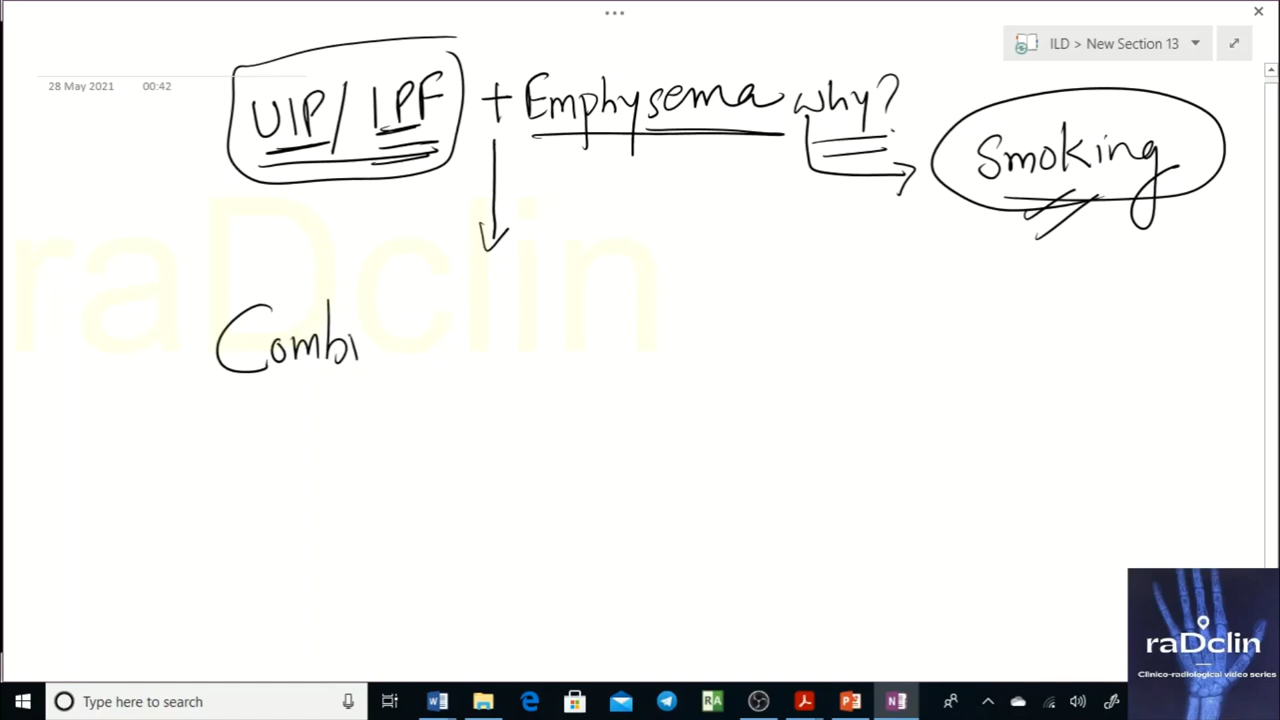 ILD > New Section 13
28 May 2021 00:42
UIP/ IPF + Emphysema why?
Smoking
raDclin
Combi
raDclin
Clinico-radiological video series
Type here to search